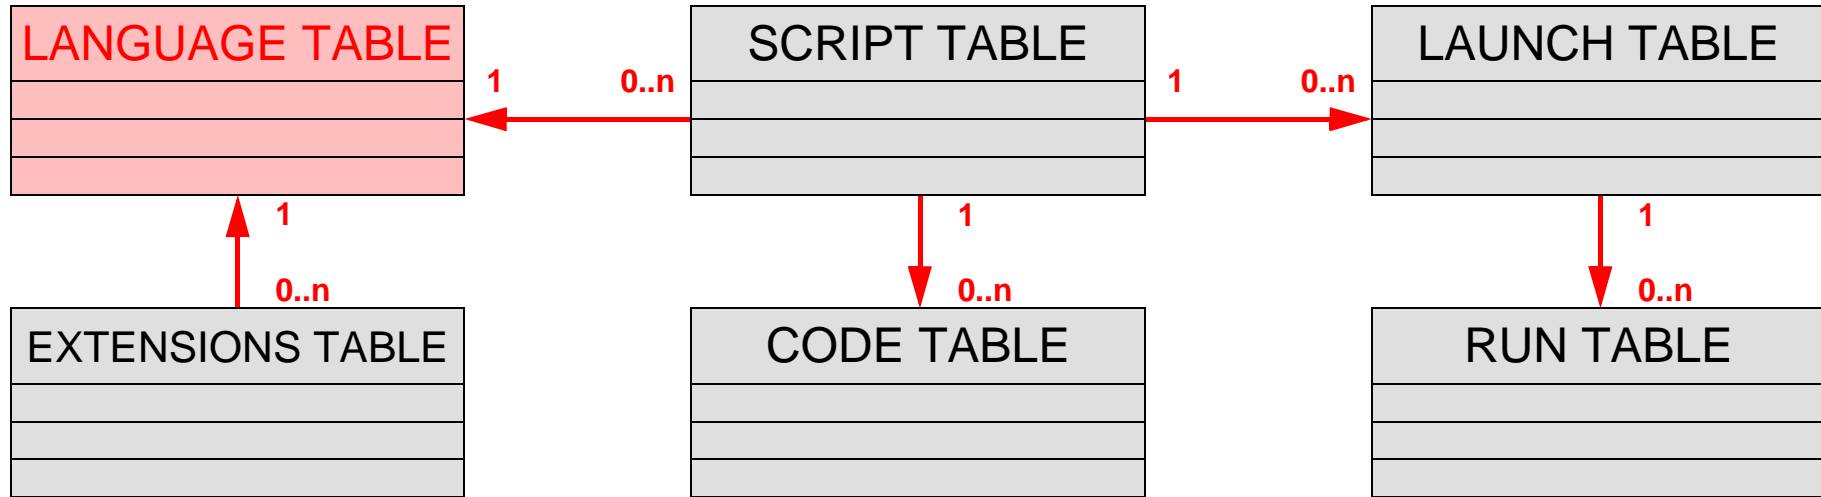 LANGUAGE TABLE
SCRIPT TABLE
LAUNCH TABLE
1
0..n
1
0..n
1
1
1
0..n
0..n
0..n
EXTENSIONS TABLE
CODE TABLE
RUN TABLE